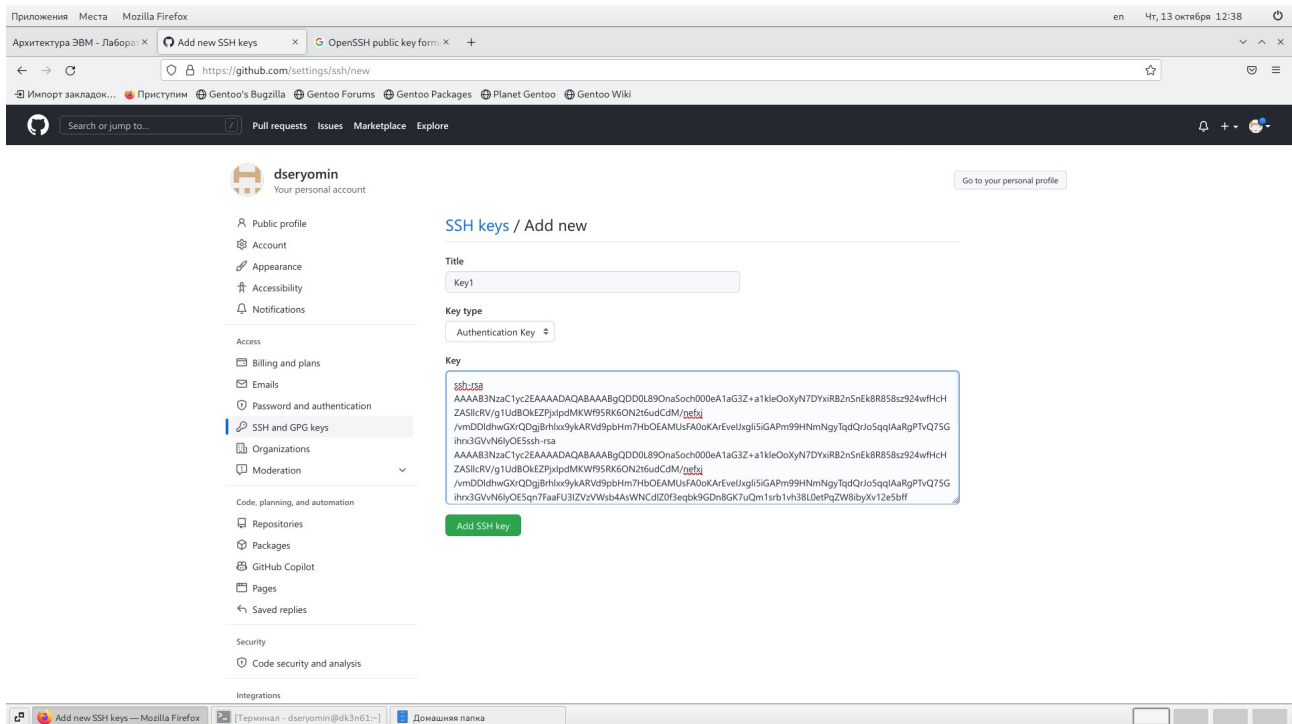 Приложения Места Mozilla Firefox en Чт, 13 октября 12:38
Архитектура ЭВМ - Лаборат Add new SSH keys OpenSSH public key form
https://github.com/settings/ssh/new
Импорт закладок... Приступим Gentoo's Bugzilla Gentoo Forums Gentoo Packages Planet Gentoo Gentoo Wiki
Search or jump to... / Pull requests Issues Marketplace Explore
dseryomin
Your personal account
Go to your personal profile
Public profile
Account
Appearance
Accessibility
Notifications
Access
Billing and plans
Emails
Password and authentication
SSH and GPG keys
Organizations
Moderation
Code, planning, and automation
Repositories
Packages
GitHub Copilot
Pages
Saved replies
Security
Code security and analysis
Integrations
SSH keys / Add new
Title
Key1
Key type
Authentication Key
Key
ssh-rsa
AAAAB3NzaC1yc2EAAAADAQABAAABgQDD0L89OnaSoch000eA1aG3Z+a1kleOoXyN7DYxiRB2nSnEk8R858sz924wfHcH
ZASllcRV/g1UdBOkEZPjxIpdMKWf95RK6ON2t6udCdM/nefxj
/vmDDldhwGXrQDgjBrhlxx9ykARVd9pbHm7HbOEAMUsFA0oKArEveIJxgli5iGAPm99HNmNgyTqdQrJo5qqIAaRgPTvQ75G
ihrx3GVvN6lyOE5ssh-rsa
AAAAB3NzaC1yc2EAAAADAQABAAABgQDD0L89OnaSoch000eA1aG3Z+a1kleOoXyN7DYxiRB2nSnEk8R858sz924wfHcH
ZASllcRV/g1UdBOkEZPjxIpdMKWf95RK6ON2t6udCdM/nefxj
/vmDDldhwGXrQDgjBrhlxx9ykARVd9pbHm7HbOEAMUsFA0oKArEveIJxgli5iGAPm99HNmNgyTqdQrJo5qqIAaRgPTvQ75G
ihrx3GVvN6lyOE5qn7FaaFU3IZVzVWsb4AsWNCdlZ0f3eqbk9GDn8GK7uQm1srb1vh38L0etPqZW8ibyXv12e5bff
Add SSH key
Add new SSH keys — Mozilla Firefox [Терминал - dseryomin@dk3n61:~] Домашняя папка